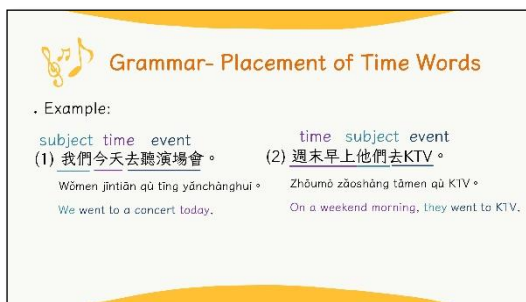 Grammar- Placement of Time Words
. Example:
subject time event
(1) 我們今天去聽演場會。
Wǒmen jīntiān qù tīng yǎnchànghuì。
We went to a concert today.
time subject event
(2) 週末早上他們去KTV。
Zhōumò zǎoshàng tāmen qù KTV。
On a weekend morning, they went to KTV.